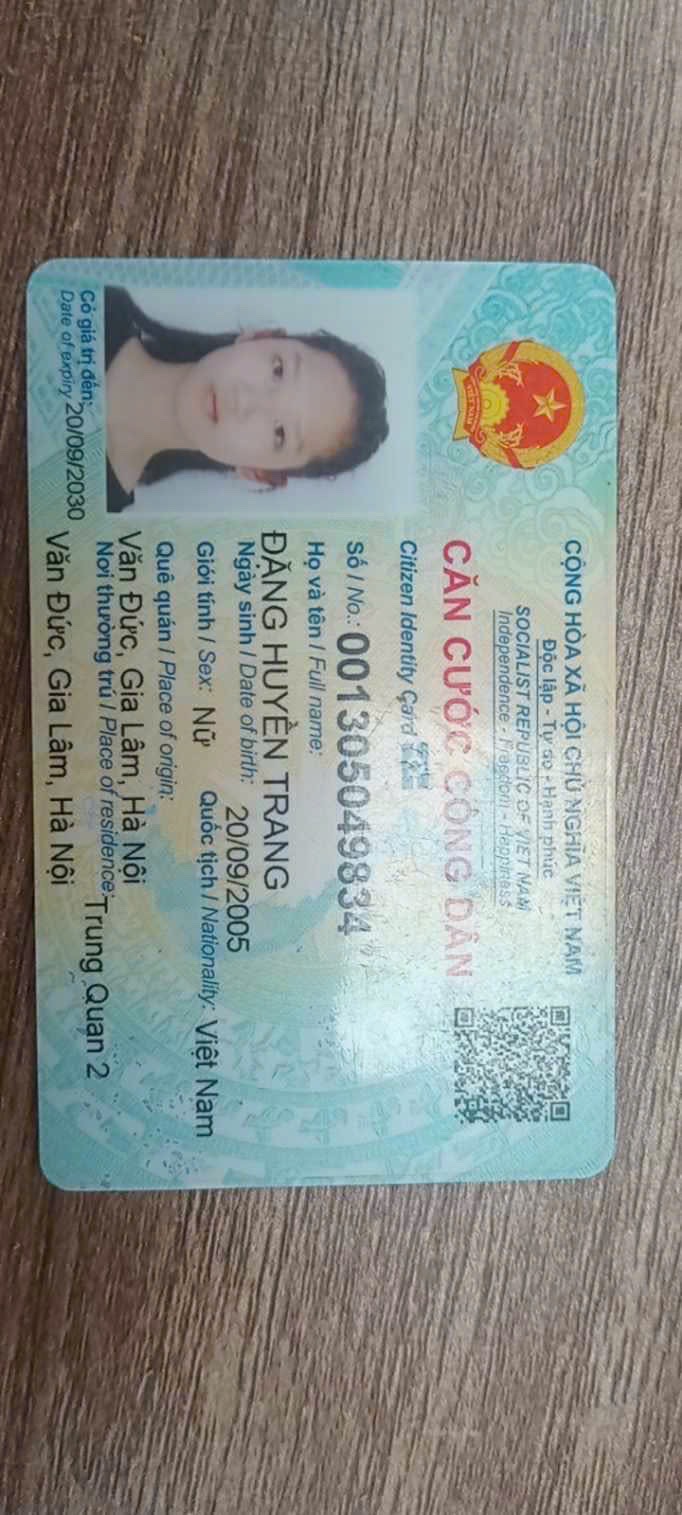 CỘNG HÒA XÃ HỘI CHỦ NGHĨA VIỆT NAM
Độc lập - Tự do - Hạnh phúc
SOCIALIST REPUBLIC OF VIET NAM
Independence - Freedom - Happiness
CĂN CƯỚC CÔNG DÂN
Citizen Identity Card
Số / No.: 001305049834
Họ và tên / Full name:
ĐẶNG HUYỀN TRANG
Ngày sinh / Date of birth: 20/09/2005
Giới tính / Sex: Nữ Quốc tịch / Nationality: Việt Nam
Quê quán / Place of origin:
Văn Đức, Gia Lâm, Hà Nội
Nơi thường trú / Place of residence: Trung Quan 2
Văn Đức, Gia Lâm, Hà Nội
Có giá trị đến: 20/09/2030
Date of expiry